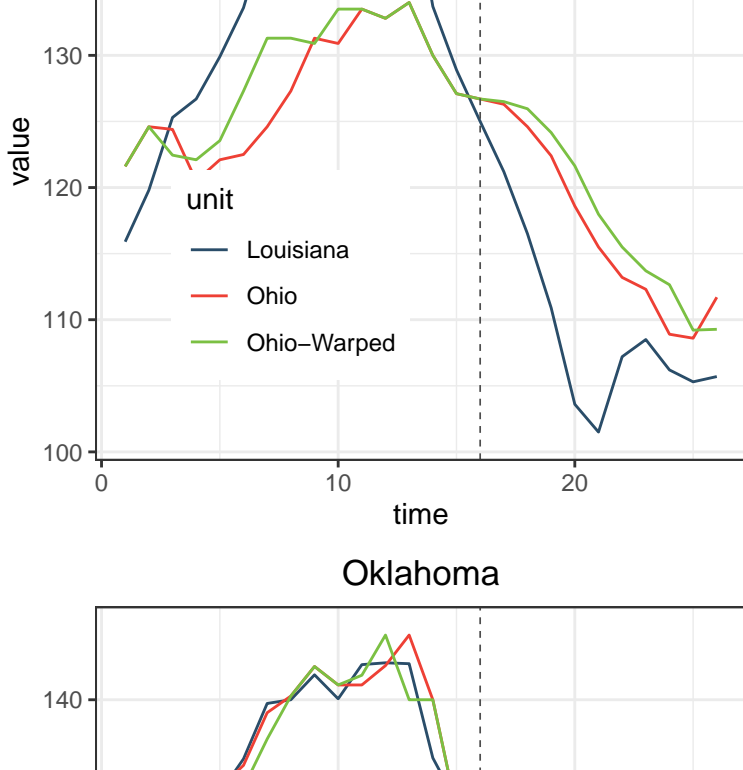 130
120
110
100
value
unit
Louisiana
Ohio
Ohio−Warped
0 10 20
time
Oklahoma
140